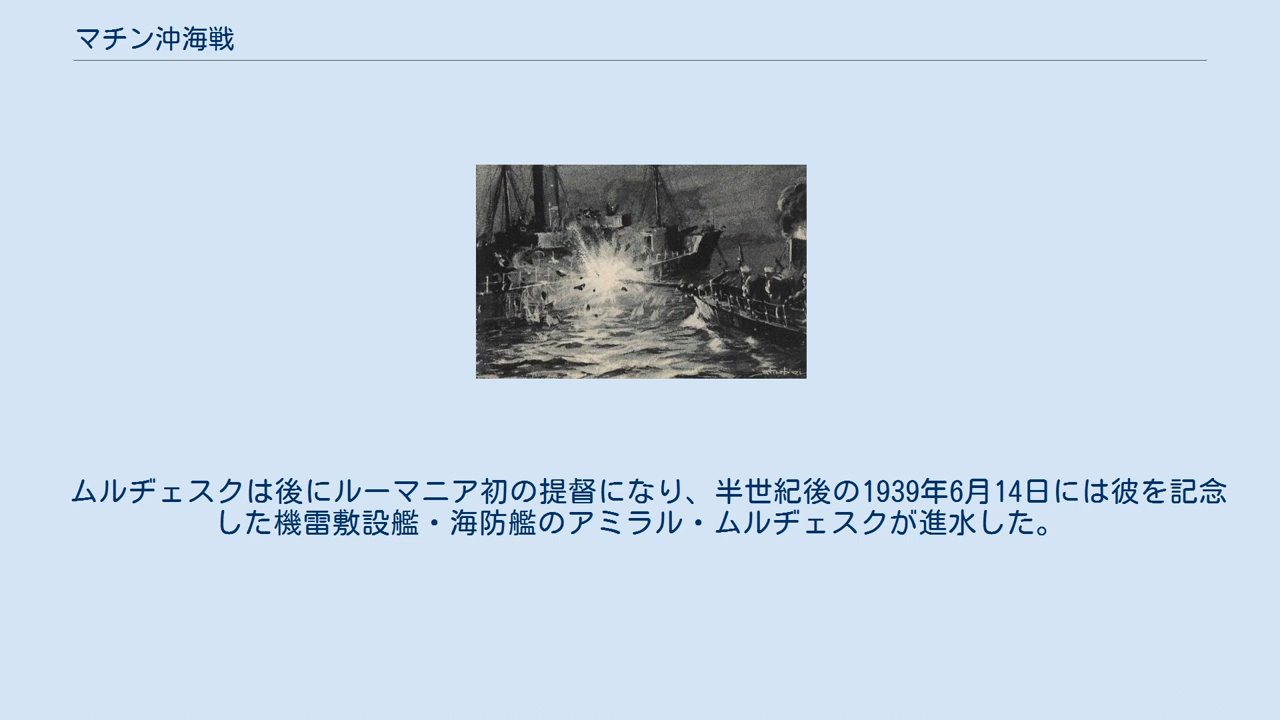 マチン沖海戦
ムルヂェスクは後にルーマニア初の提督になり、半世紀後の1939年6月14日には彼を記念
した機雷敷設艦・海防艦のアミラル・ムルヂェスクが進水した。